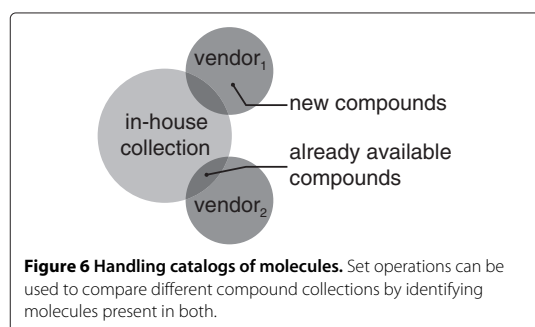 vendor₁
new compounds
in-house
collection
already available
compounds
vendor₂
Figure 6 Handling catalogs of molecules. Set operations can be
used to compare different compound collections by identifying
molecules present in both.